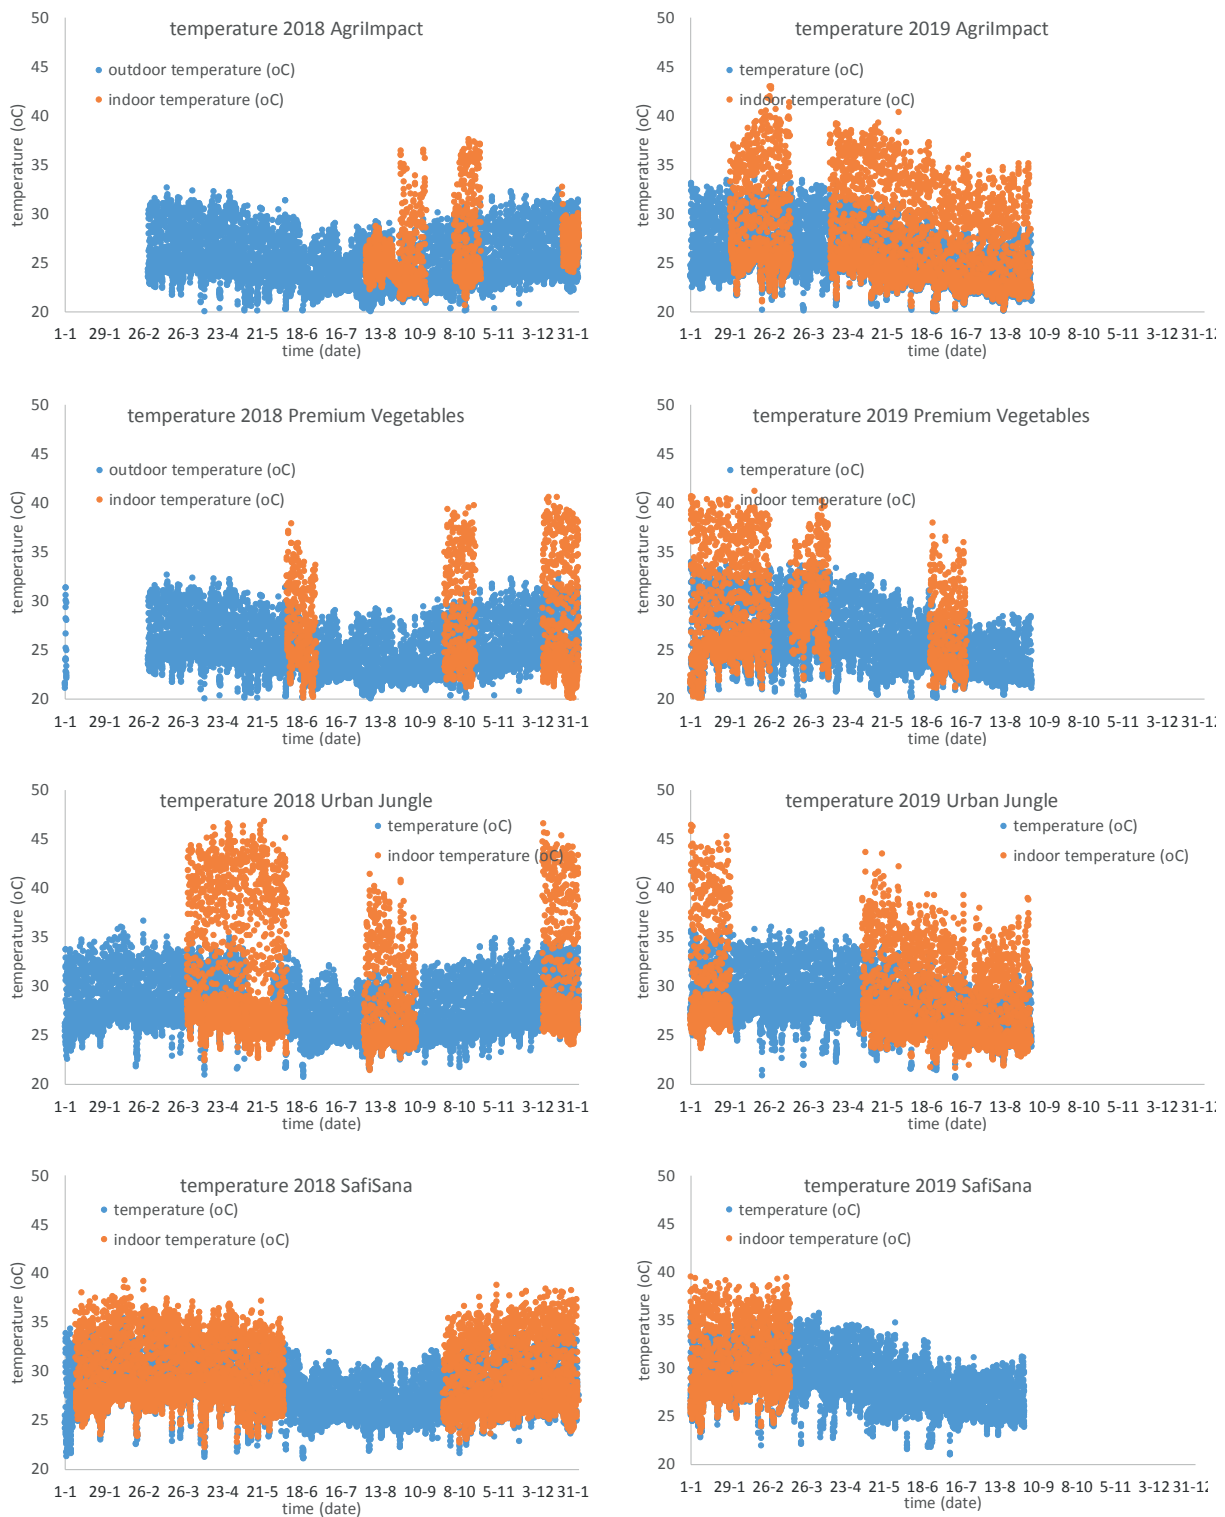 temperature 2018 AgriImpact
outdoor temperature (oC)
indoor temperature (oC)
temperature (oC)
50
45
40
35
30
25
20
1-1 29-1 26-2 26-3 23-4 21-5 18-6 16-7 13-8 10-9 8-10 5-11 3-12 31-1
time (date)
temperature 2019 AgriImpact
temperature (oC)
indoor temperature (oC)
temperature (oC)
50
45
40
35
30
25
20
1-1 29-1 26-2 26-3 23-4 21-5 18-6 16-7 13-8 10-9 8-10 5-11 3-12 31-12
time (date)
temperature 2018 Premium Vegetables
outdoor temperature (oC)
indoor temperature (oC)
temperature (oC)
50
45
40
35
30
25
20
1-1 29-1 26-2 26-3 23-4 21-5 18-6 16-7 13-8 10-9 8-10 5-11 3-12 31-1
time (date)
temperature 2019 Premium Vegetables
temperature (oC)
indoor temperature (oC)
temperature (oC)
50
45
40
35
30
25
20
1-1 29-1 26-2 26-3 23-4 21-5 18-6 16-7 13-8 10-9 8-10 5-11 3-12 31-12
time (date)
temperature 2018 Urban Jungle
temperature (oC)
indoor temperature (oC)
temperature (oC)
50
45
40
35
30
25
20
1-1 29-1 26-2 26-3 23-4 21-5 18-6 16-7 13-8 10-9 8-10 5-11 3-12 31-1
time (date)
temperature 2019 Urban Jungle
temperature (oC)
indoor temperature (oC)
temperature (oC)
50
45
40
35
30
25
20
1-1 29-1 26-2 26-3 23-4 21-5 18-6 16-7 13-8 10-9 8-10 5-11 3-12 31-12
time (date)
temperature 2018 SafiSana
temperature (oC)
indoor temperature (oC)
temperature (oC)
50
45
40
35
30
25
20
1-1 29-1 26-2 26-3 23-4 21-5 18-6 16-7 13-8 10-9 8-10 5-11 3-12 31-1
time (date)
temperature 2019 SafiSana
temperature (oC)
indoor temperature (oC)
temperature (oC)
50
45
40
35
30
25
20
1-1 29-1 26-2 26-3 23-4 21-5 18-6 16-7 13-8 10-9 8-10 5-11 3-12 31-12
time (date)